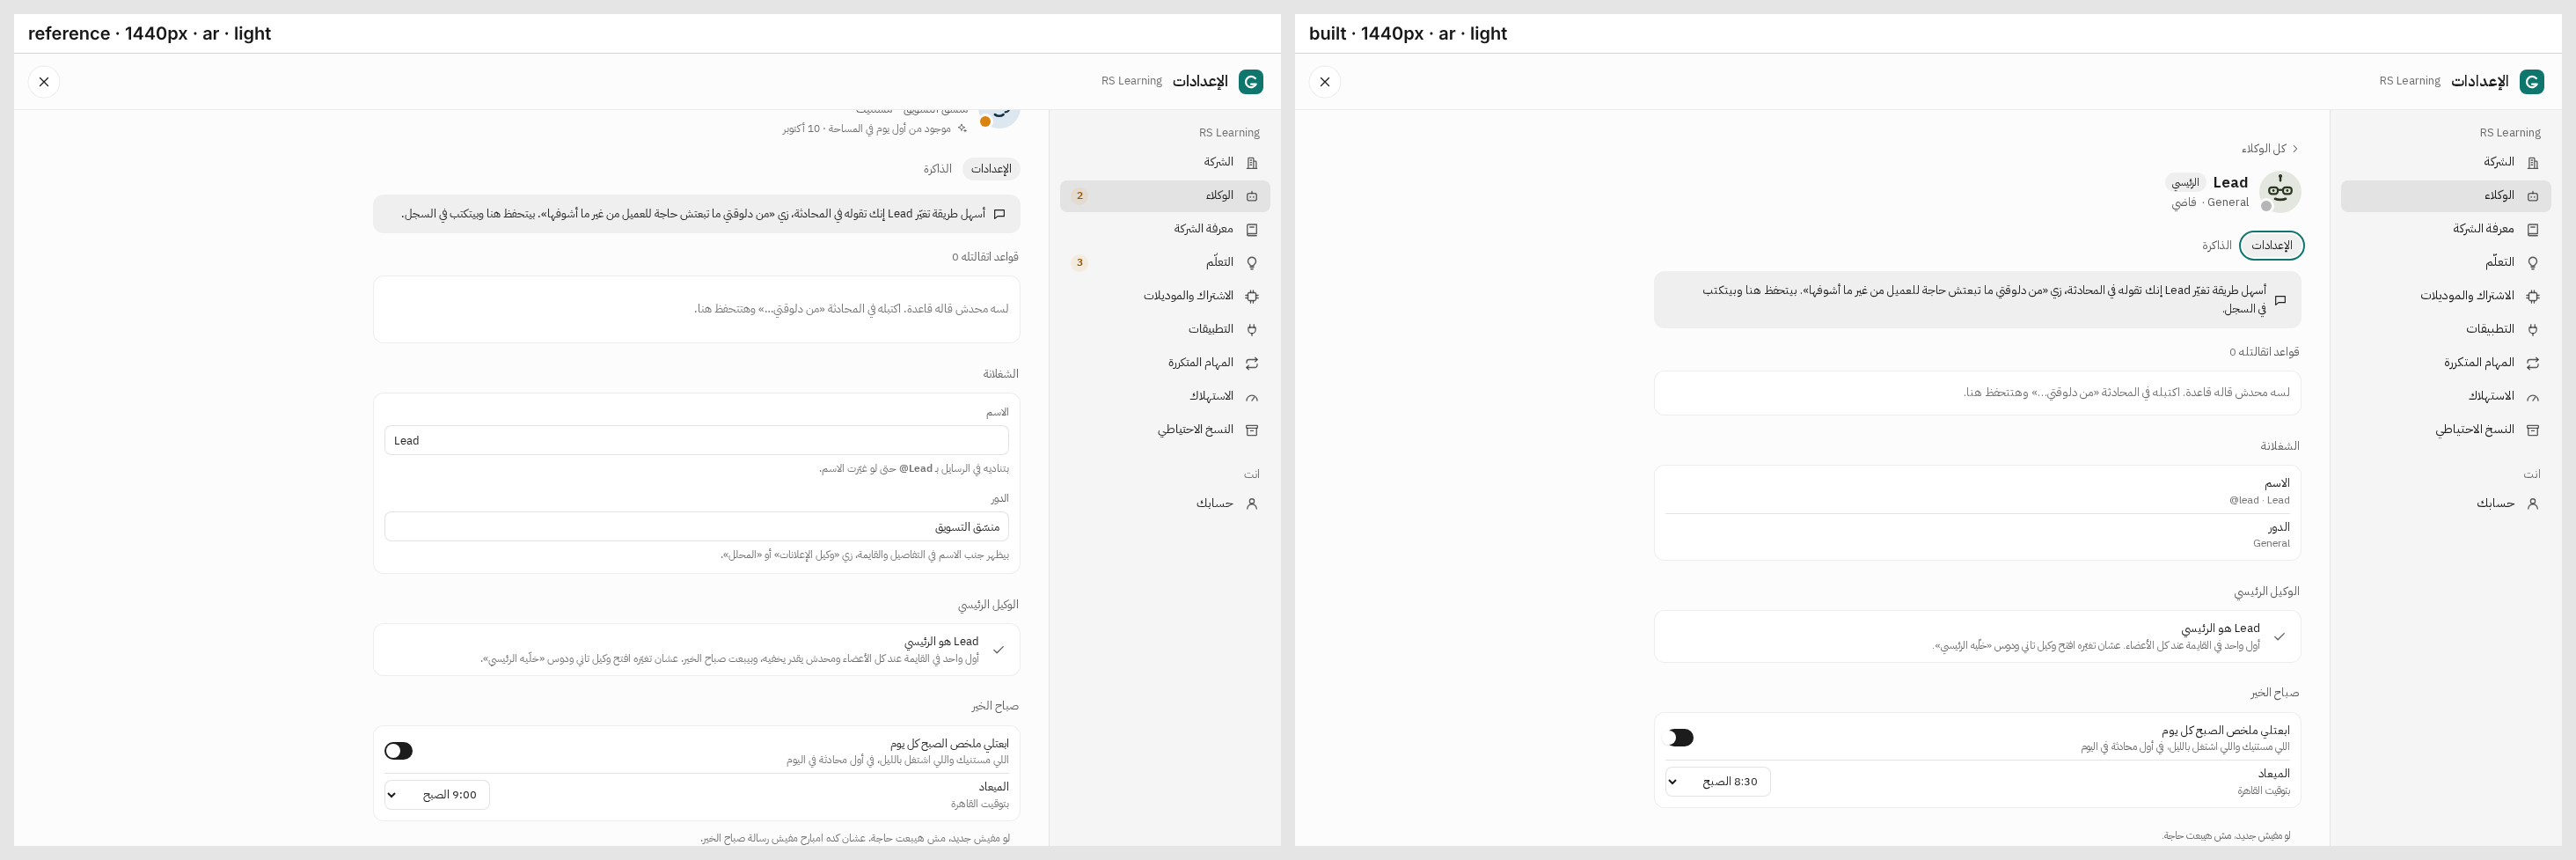 reference · 1440px · ar · light
الإعدادات RS Learning
موجود من أول يوم في المساحة · 10 أكتوبر
الإعدادات الذاكرة
أسهل طريقة تغيّر Lead إنك تقوله في المحادثة، زي «من دلوقتي ما تبعتش حاجة للعميل من غير ما أشوفها». بيتحفظ هنا وبيتكتب في السجل.
قواعد اتقالتله 0
لسه محدش قاله قاعدة. اكتبله في المحادثة «من دلوقتي...» وهتتحفظ هنا.
الشغلانة
الاسم
Lead
بتناديه في الرسايل بـ @Lead حتى لو غيّرت الاسم.
الدور
منسّق التسويق
بيظهر جنب الاسم في التفاصيل والقايمة، زي «وكيل الإعلانات» أو «المحلل».
الوكيل الرئيسي
Lead هو الرئيسي
أول واحد في القايمة عند كل الأعضاء ومحدش يقدر يخفيه، وبيبعت صباح الخير. عشان تغيّره افتح وكيل تاني ودوس «خلّيه الرئيسي».
صباح الخير
ابعتلي ملخص الصبح كل يوم
اللي مستنيك واللي اشتغل بالليل، في أول محادثة في اليوم
الميعاد
بتوقيت القاهرة
9:00 الصبح
لو مفيش جديد، مش هيبعت حاجة. عشان كده امبارح مفيش رسالة صباح الخير.
RS Learning
الشركة
الوكلاء 2
معرفة الشركة
التعلّم 3
الاشتراك والموديلات
التطبيقات
المهام المتكررة
الاستهلاك
النسخ الاحتياطي
انت
حسابك
built · 1440px · ar · light
الإعدادات RS Learning
كل الوكلاء
Lead الرئيسي
General · فاضي
الإعدادات الذاكرة
أسهل طريقة تغيّر Lead إنك تقوله في المحادثة، زي «من دلوقتي ما تبعتش حاجة للعميل من غير ما أشوفها». بيتحفظ هنا وبيتكتب
في السجل.
قواعد اتقالتله 0
لسه محدش قاله قاعدة. اكتبله في المحادثة «من دلوقتي...» وهتتحفظ هنا.
الشغلانة
الاسم
@lead · Lead
الدور
General
الوكيل الرئيسي
Lead هو الرئيسي
أول واحد في القايمة عند كل الأعضاء. عشان تغيّره افتح وكيل تاني ودوس «خلّيه الرئيسي».
صباح الخير
ابعتلي ملخص الصبح كل يوم
اللي مستنيك واللي اشتغل بالليل، في أول محادثة في اليوم
الميعاد
بتوقيت القاهرة
8:30 الصبح
لو مفيش جديد، مش هيبعت حاجة.
RS Learning
الشركة
الوكلاء
معرفة الشركة
التعلّم
الاشتراك والموديلات
التطبيقات
المهام المتكررة
الاستهلاك
النسخ الاحتياطي
انت
حسابك